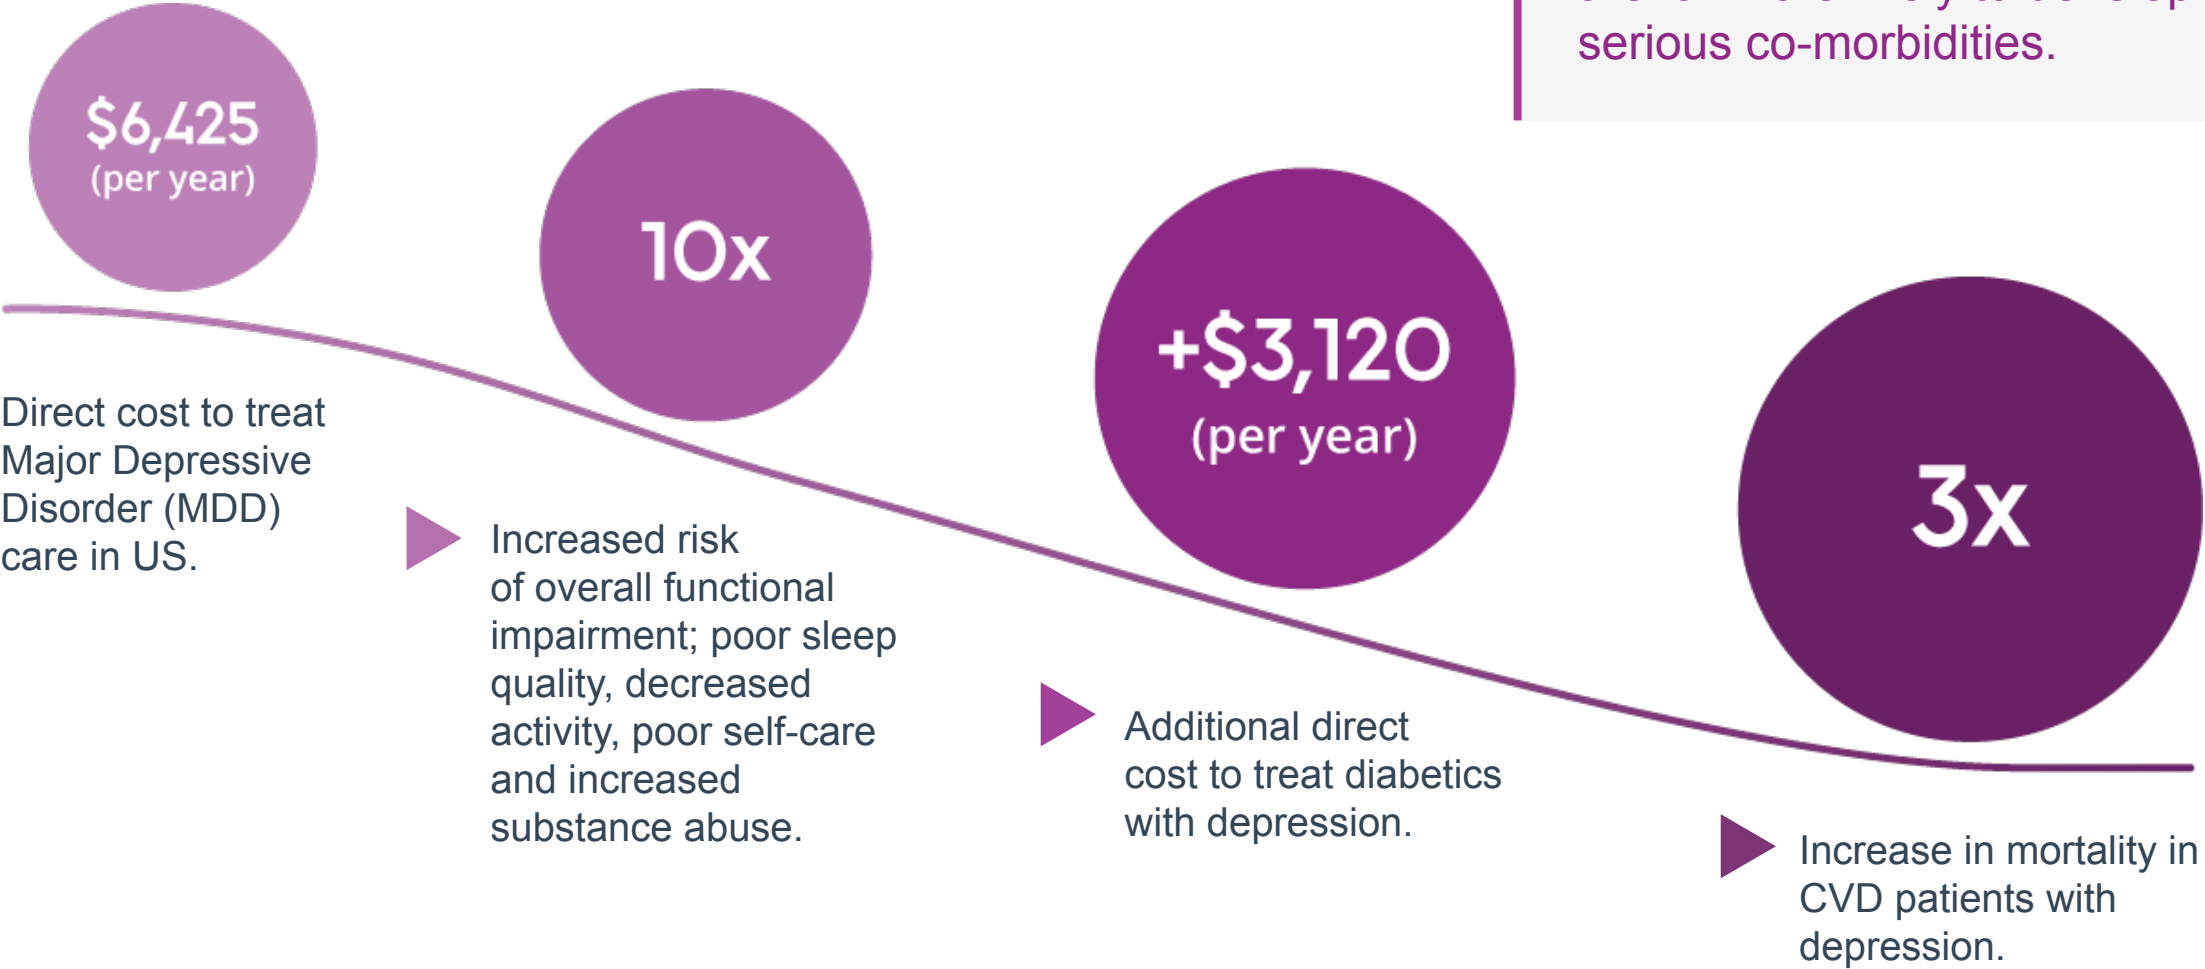 serious co-morbidities.
$6,425
(per year)
Direct cost to treat
Major Depressive
Disorder (MDD)
care in US.
10x
Increased risk
of overall functional
impairment; poor sleep
quality, decreased
activity, poor self-care
and increased
substance abuse.
+$3,120
(per year)
Additional direct
cost to treat diabetics
with depression.
3x
Increase in mortality in
CVD patients with
depression.